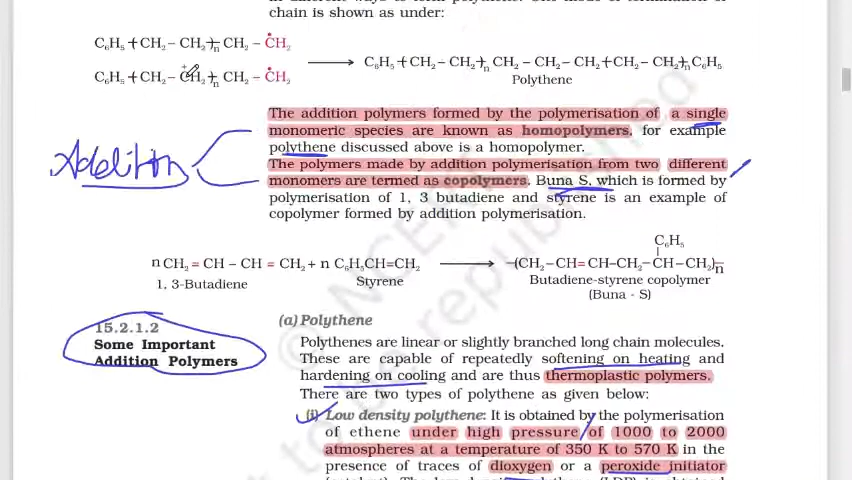 chain is shown as under:
C₆H₅+CH₂ – CH₂+ₙ CH₂ – ĊH₂
C₆H₅+CH₂ – CH₂+ₙ CH₂ – ĊH₂
C₆H₅+CH₂ – CH₂+ₙ CH₂ – CH₂ – CH₂+CH₂ – CH₂+ₙC₆H₅
Polythene
The addition polymers formed by the polymerisation of a single
monomeric species are known as homopolymers, for example
polythene discussed above is a homopolymer.
Addition
The polymers made by addition polymerisation from two different
monomers are termed as copolymers. Buna S, which is formed by
polymerisation of 1, 3 butadiene and styrene is an example of
copolymer formed by addition polymerisation.
C₆H₅
n CH₂ = CH – CH = CH₂ + n C₆H₅CH=CH₂ ⟶ –(CH₂ – CH=CH–CH₂–CH–CH₂)ₙ–
1, 3-Butadiene Styrene Butadiene-styrene copolymer
(Buna - S)
15.2.1.2
Some Important
Addition Polymers
(a) Polythene
Polythenes are linear or slightly branched long chain molecules.
These are capable of repeatedly softening on heating and
hardening on cooling and are thus thermoplastic polymers.
There are two types of polythene as given below:
(i) Low density polythene: It is obtained by the polymerisation
of ethene under high pressure of 1000 to 2000
atmospheres at a temperature of 350 K to 570 K in the
presence of traces of dioxygen or a peroxide initiator